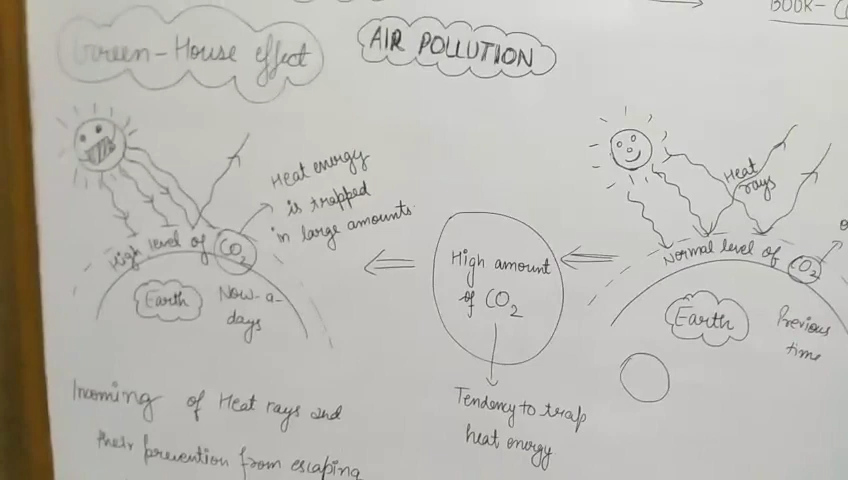 BOOK-
Green-House effect
AIR POLLUTION
Heat energy
is trapped
in large amounts.
High level of CO2
Earth
Now-a-
days
High amount
of CO2
Tendency to trap
heat energy
Heat
rays
Normal level of CO2
Earth
Previous
time
Incoming of Heat rays and
their prevention from escaping